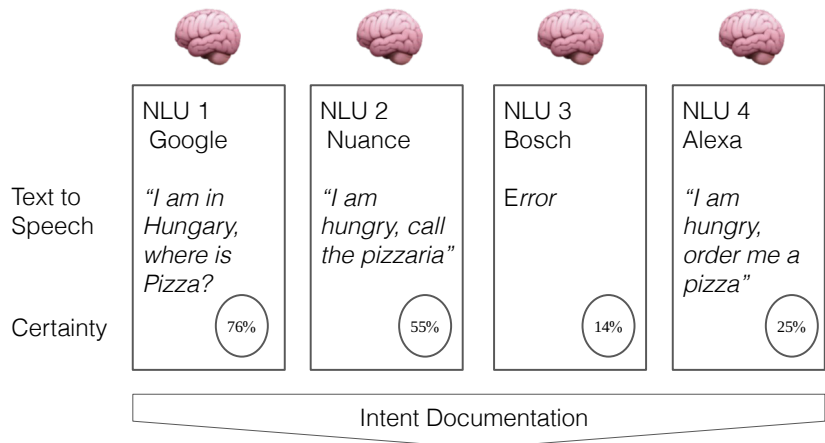 NLU 1
Google
NLU 2
Nuance
NLU 3
Bosch
NLU 4
Alexa
Text to
Speech
“I am in
Hungary,
where is
Pizza?
“I am
hungry, call
the pizzaria”
Error
“I am
hungry,
order me a
pizza”
Certainty
76%
55%
14%
25%
Intent Documentation